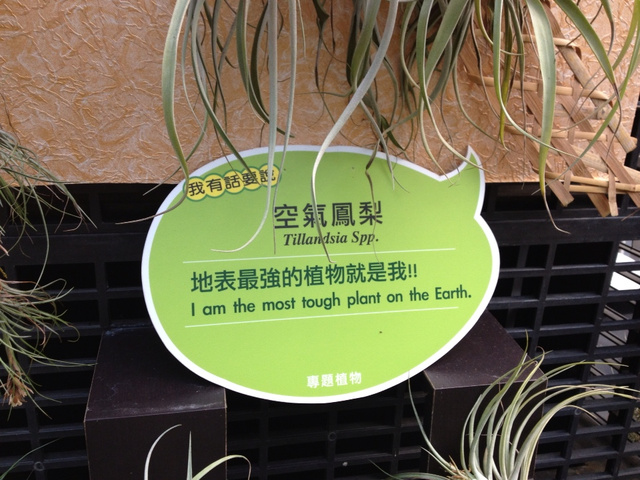 我有話要說
空氣鳳梨
Tillandsia Spp.
地表最強的植物就是我!!
I am the most tough plant on the Earth.
專題植物